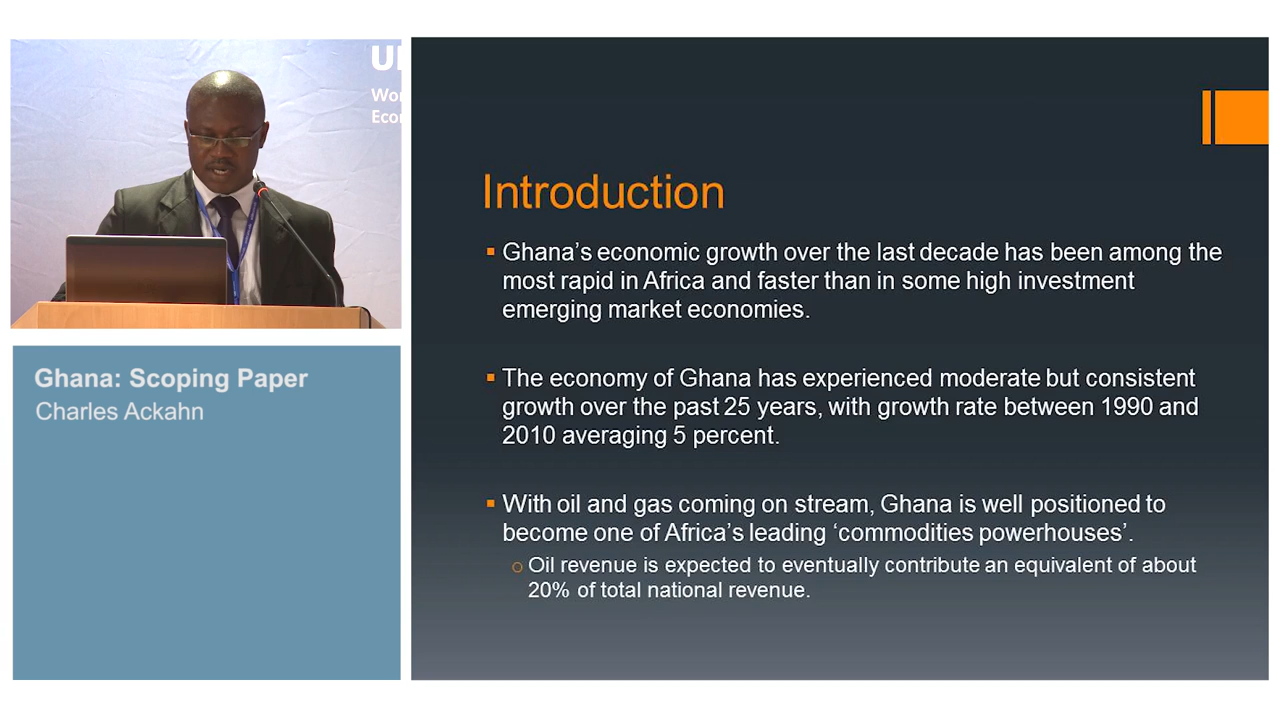 Ghana: Scoping Paper
Charles Ackahn
Introduction
Ghana’s economic growth over the last decade has been among the
most rapid in Africa and faster than in some high investment
emerging market economies.
The economy of Ghana has experienced moderate but consistent
growth over the past 25 years, with growth rate between 1990 and
2010 averaging 5 percent.
With oil and gas coming on stream, Ghana is well positioned to
become one of Africa’s leading ‘commodities powerhouses’.
Oil revenue is expected to eventually contribute an equivalent of about
20% of total national revenue.